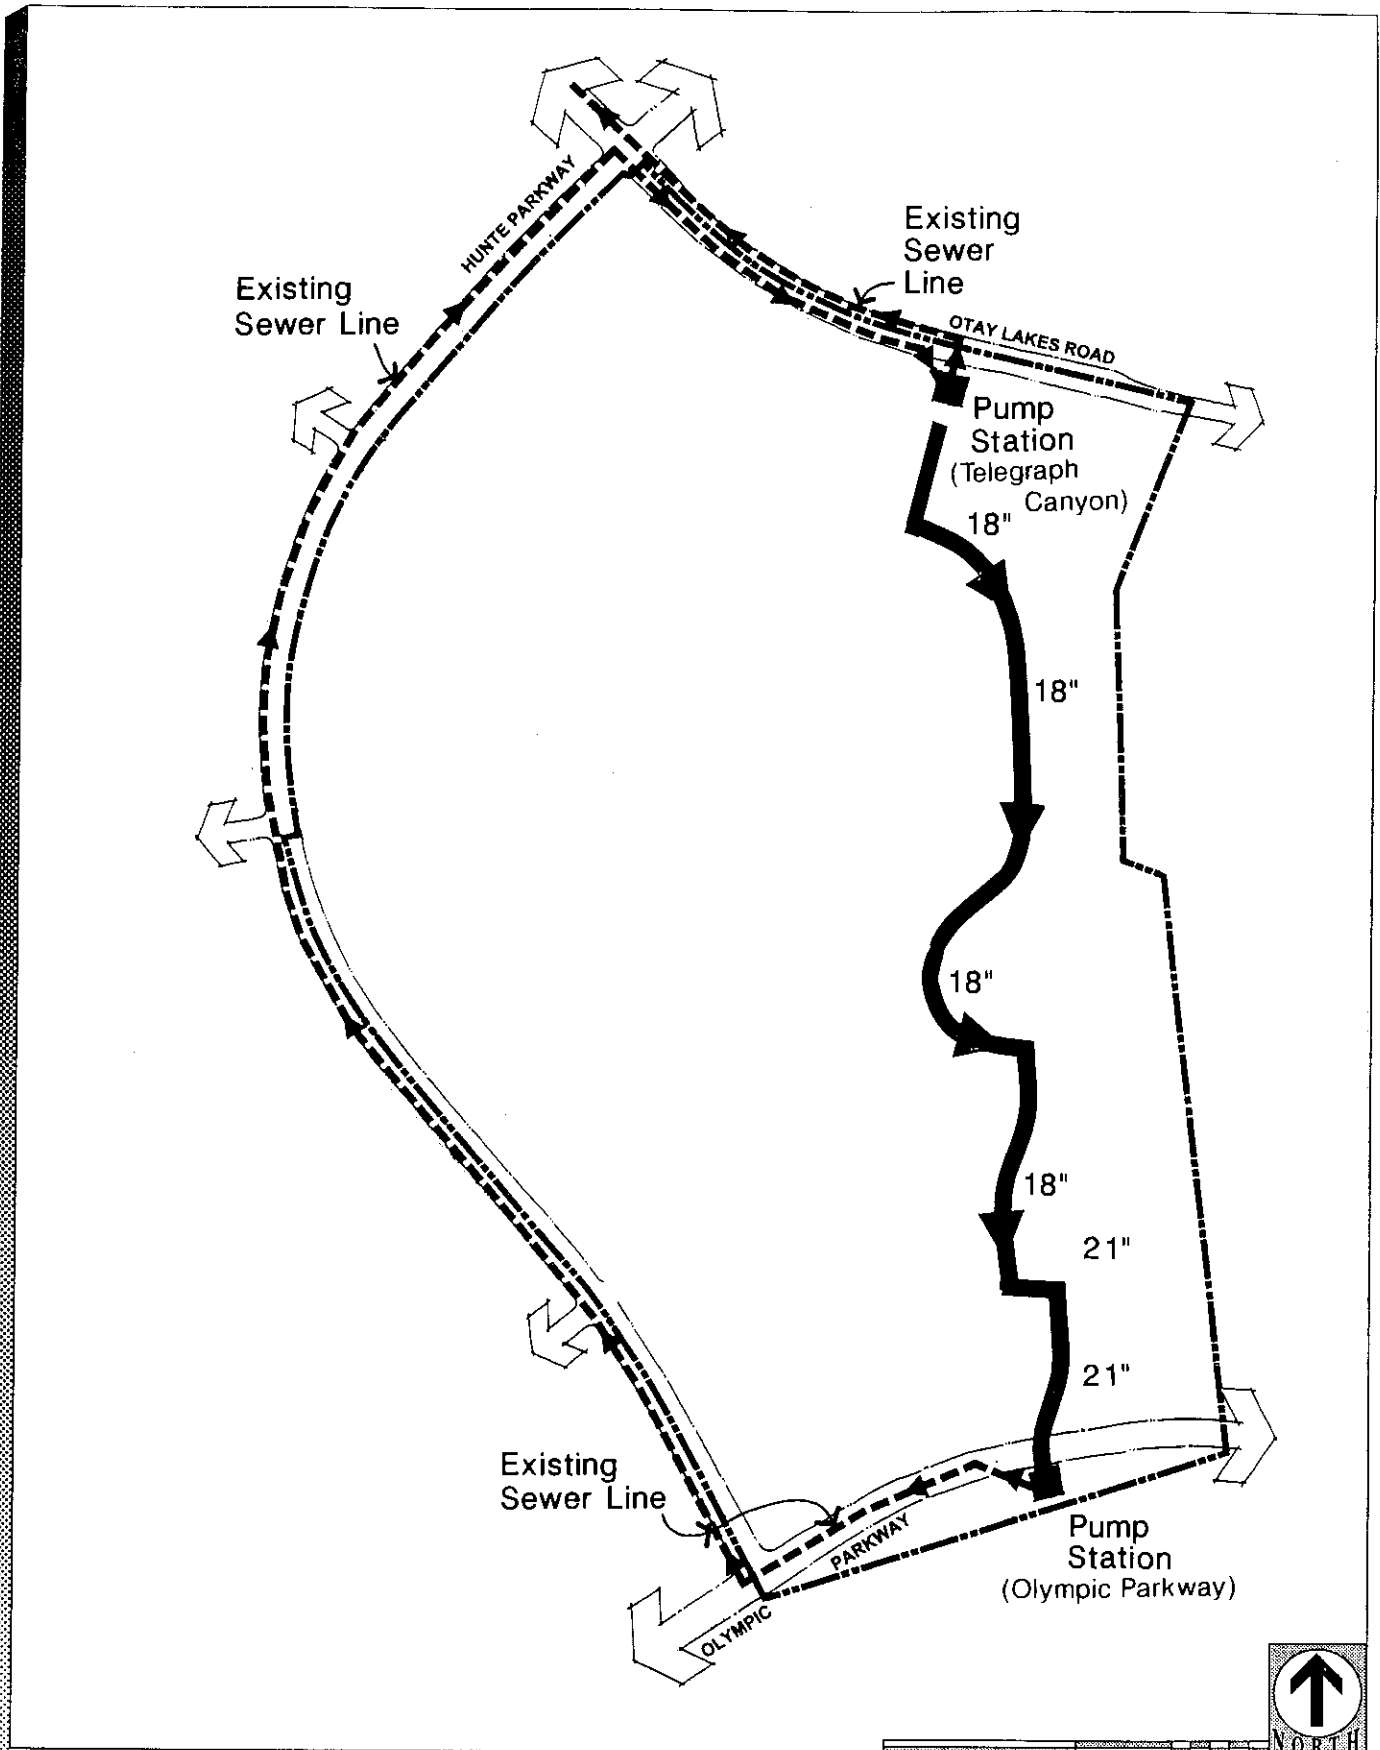 HUNTE PARKWAY
Existing
Sewer
Line
Existing
Sewer Line
OTAY LAKES ROAD
Pump
Station
(Telegraph
Canyon)
18"
18"
18"
18"
21"
21"
Existing
Sewer Line
PARKWAY
Pump
Station
(Olympic Parkway)
OLYMPIC
NORTH